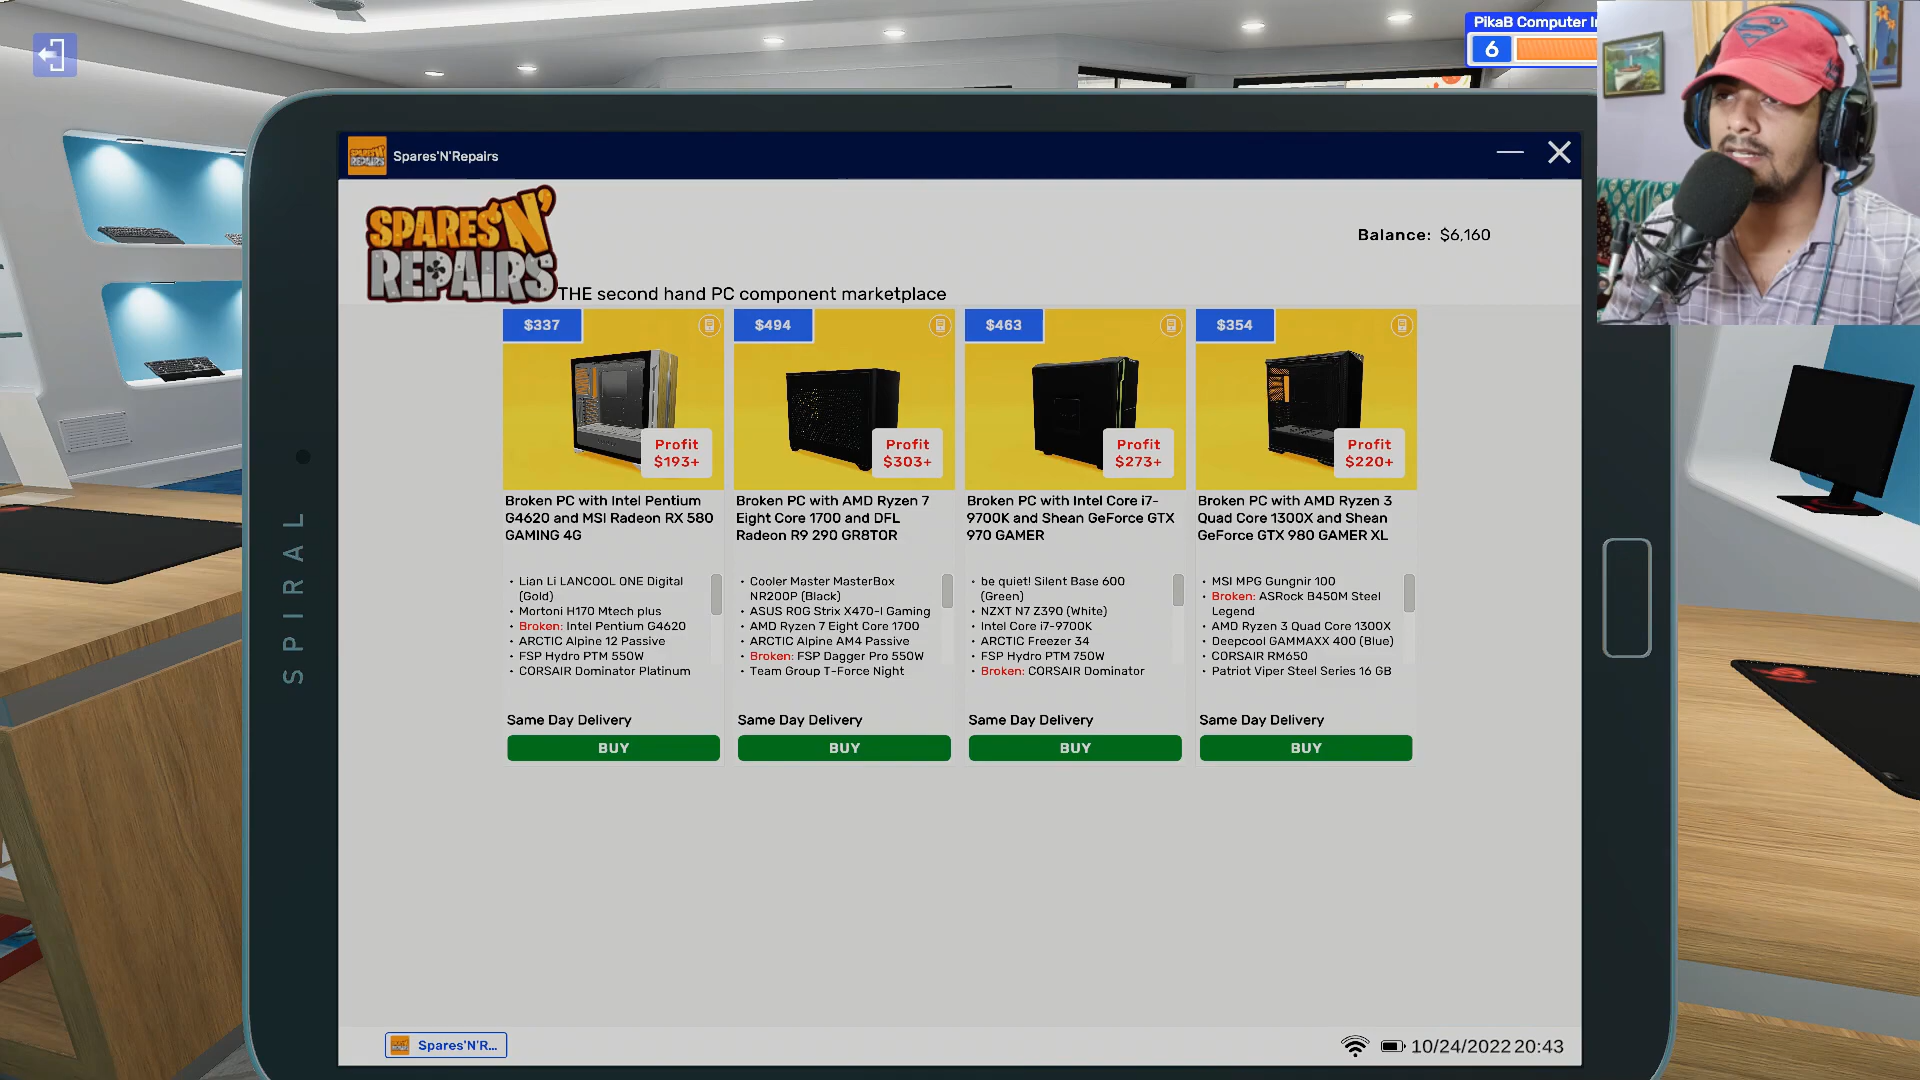 PikaB Computer
6
Spares'N'Repairs
SPARES N'
REPAIRS
Balance: $6,160
THE second hand PC component marketplace
$337
Profit
$193+
Broken PC with Intel Pentium
G4620 and MSI Radeon RX 580
GAMING 4G
• Lian Li LANCOOL ONE Digital
(Gold)
• Mortoni H170 Mtech plus
• Broken: Intel Pentium G4620
• ARCTIC Alpine 12 Passive
• FSP Hydro PTM 550W
• CORSAIR Dominator Platinum
Same Day Delivery
BUY
$494
Profit
$303+
Broken PC with AMD Ryzen 7
Eight Core 1700 and DFL
Radeon R9 290 GR8TOR
• Cooler Master MasterBox
NR200P (Black)
• ASUS ROG Strix X470-I Gaming
• AMD Ryzen 7 Eight Core 1700
• ARCTIC Alpine AM4 Passive
• Broken: FSP Dagger Pro 550W
• Team Group T-Force Night
Same Day Delivery
BUY
$463
Profit
$273+
Broken PC with Intel Core i7-
9700K and Shean GeForce GTX
970 GAMER
• be quiet! Silent Base 600
(Green)
• NZXT N7 Z390 (White)
• Intel Core i7-9700K
• ARCTIC Freezer 34
• FSP Hydro PTM 750W
• Broken: CORSAIR Dominator
Same Day Delivery
BUY
$354
Profit
$220+
Broken PC with AMD Ryzen 3
Quad Core 1300X and Shean
GeForce GTX 980 GAMER XL
• MSI MPG Gungnir 100
• Broken: ASRock B450M Steel
Legend
• AMD Ryzen 3 Quad Core 1300X
• Deepcool GAMMAXX 400 (Blue)
• CORSAIR RM650
• Patriot Viper Steel Series 16 GB
Same Day Delivery
BUY
SPIRAL
Spares'N'R...
10/24/2022 20:43